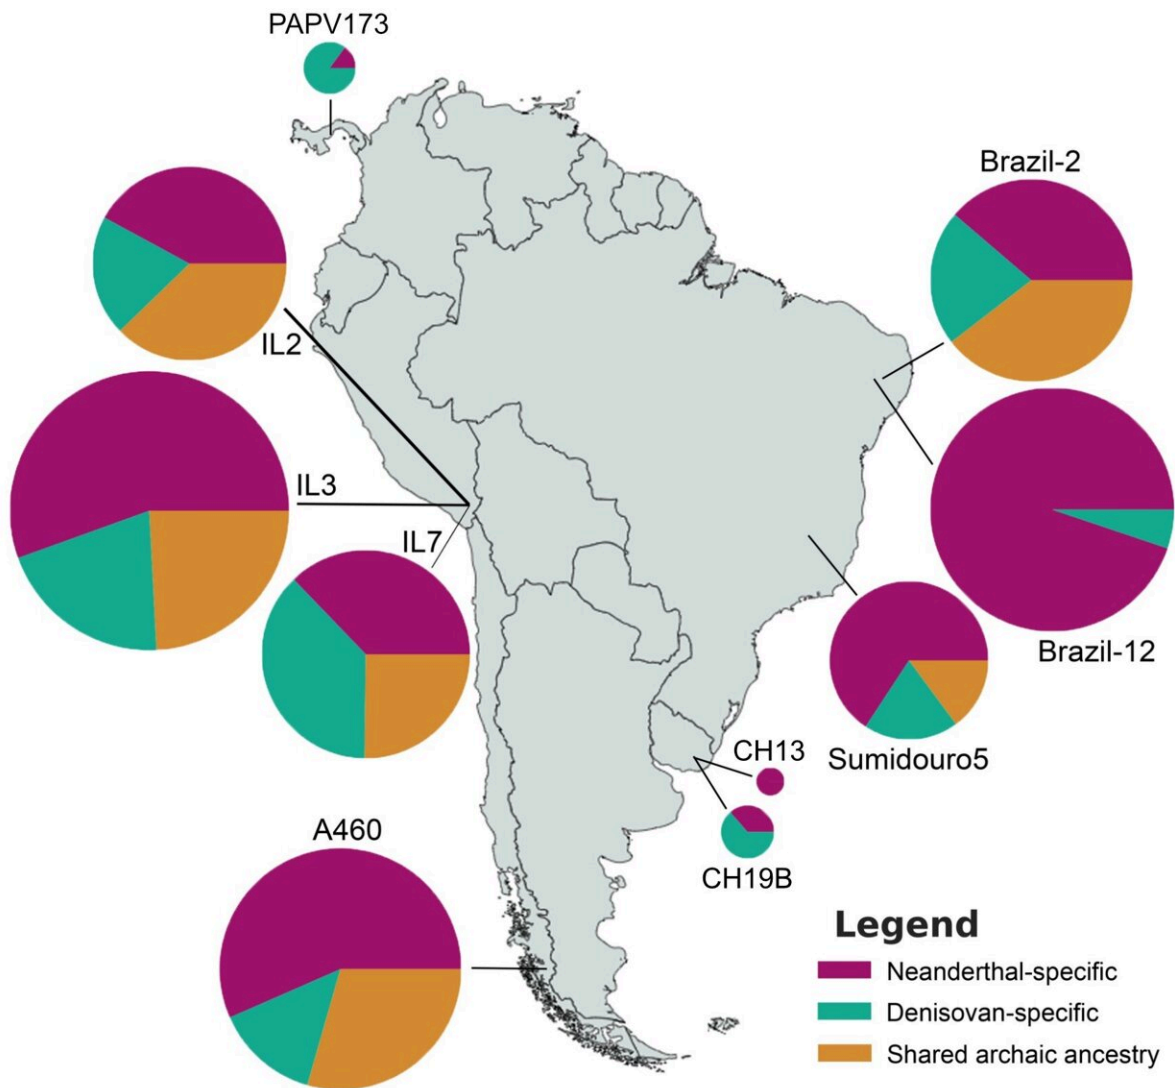 PAPV173
Brazil-2
IL2
IL3
IL7
Brazil-12
Sumidouro5
CH13
CH19B
A460
Legend
Neanderthal-specific
Denisovan-specific
Shared archaic ancestry